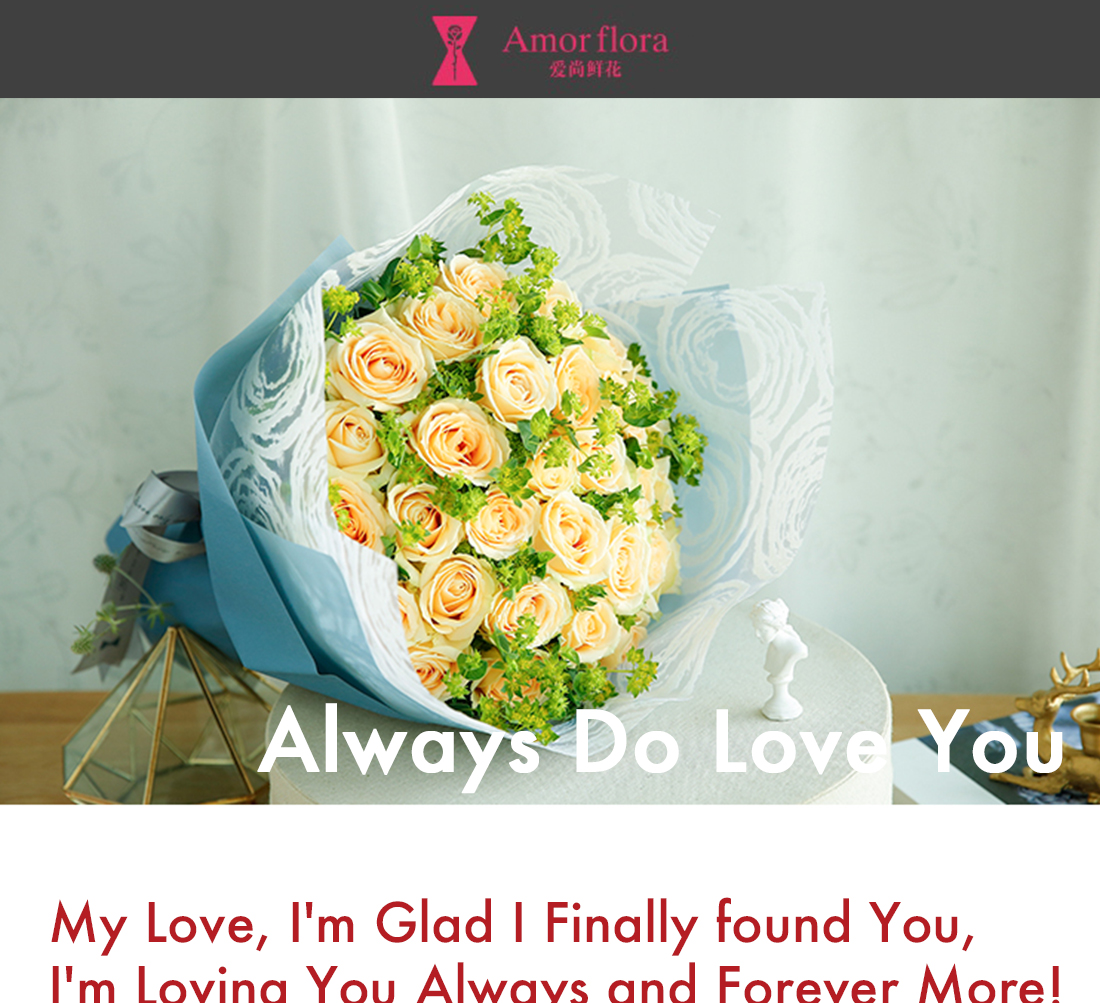 Amor flora
爱尚鲜花
Always Do Love You
My Love, I'm Glad I Finally found You,
I'm Loving You Always and Forever More!